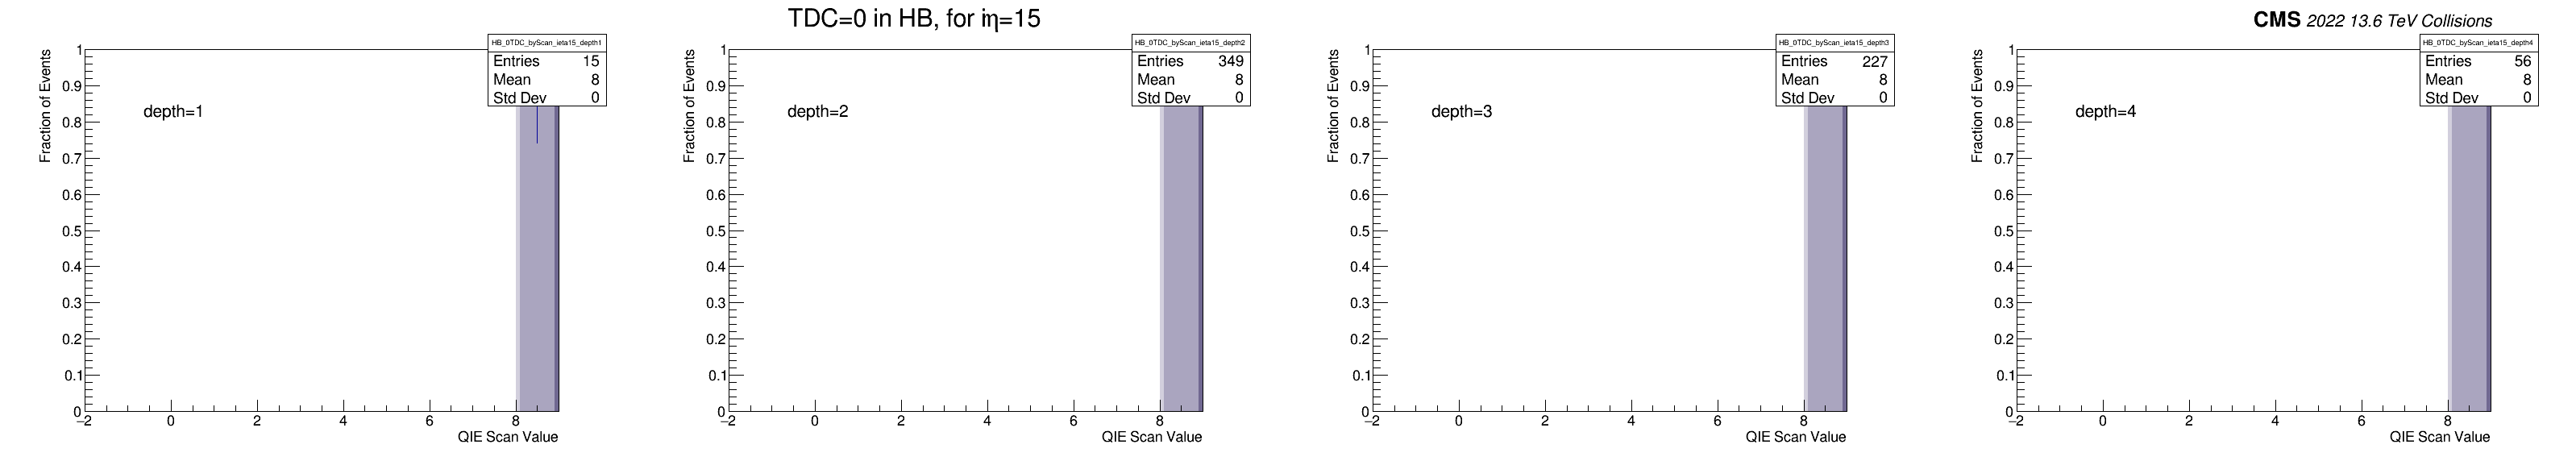 TDC=0 in HB, for iη=15
CMS 2022 13.6 TeV Collisions
HB_0TDC_byScan_ieta15_depth1
Entries 15
Mean 8
Std Dev 0
depth=1
Fraction of Events
1
0.9
0.8
0.7
0.6
0.5
0.4
0.3
0.2
0.1
0
−2 0 2 4 6 8
QIE Scan Value
HB_0TDC_byScan_ieta15_depth2
Entries 349
Mean 8
Std Dev 0
depth=2
Fraction of Events
1
0.9
0.8
0.7
0.6
0.5
0.4
0.3
0.2
0.1
0
−2 0 2 4 6 8
QIE Scan Value
HB_0TDC_byScan_ieta15_depth3
Entries 227
Mean 8
Std Dev 0
depth=3
Fraction of Events
1
0.9
0.8
0.7
0.6
0.5
0.4
0.3
0.2
0.1
0
−2 0 2 4 6 8
QIE Scan Value
HB_0TDC_byScan_ieta15_depth4
Entries 56
Mean 8
Std Dev 0
depth=4
Fraction of Events
1
0.9
0.8
0.7
0.6
0.5
0.4
0.3
0.2
0.1
0
−2 0 2 4 6 8
QIE Scan Value